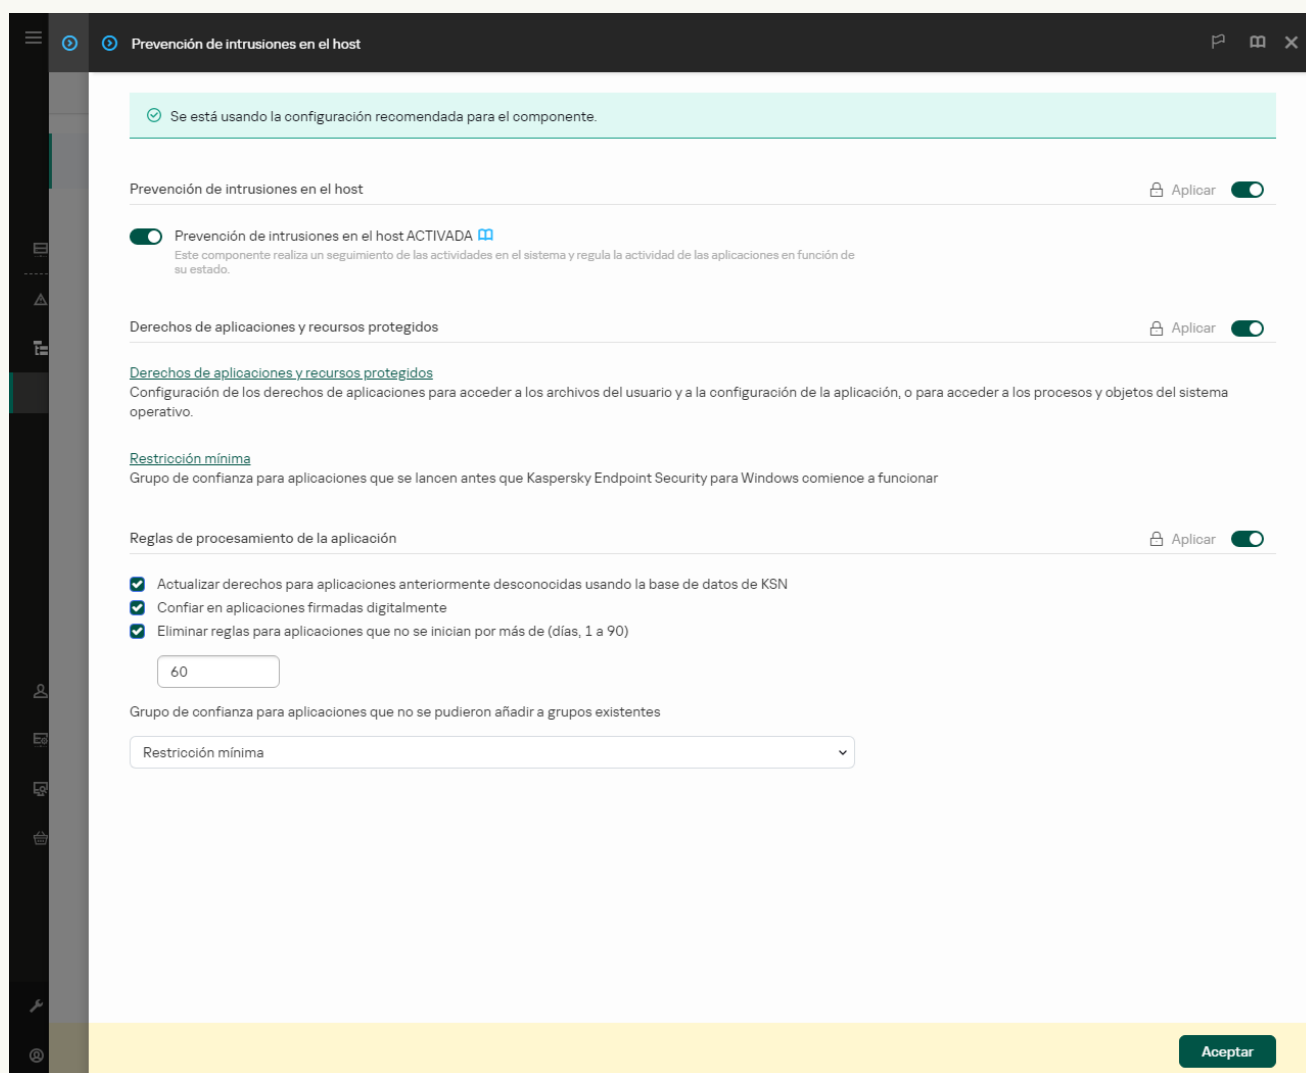 Prevención de intrusiones en el host
Se está usando la configuración recomendada para el componente.
Prevención de intrusiones en el host
Aplicar
Prevención de intrusiones en el host ACTIVADA
Este componente realiza un seguimiento de las actividades en el sistema y regula la actividad de las aplicaciones en función de
su estado.
Derechos de aplicaciones y recursos protegidos
Aplicar
Derechos de aplicaciones y recursos protegidos
Configuración de los derechos de aplicaciones para acceder a los archivos del usuario y a la configuración de la aplicación, o para acceder a los procesos y objetos del sistema
operativo.
Restricción mínima
Grupo de confianza para aplicaciones que se lancen antes que Kaspersky Endpoint Security para Windows comience a funcionar
Reglas de procesamiento de la aplicación
Aplicar
Actualizar derechos para aplicaciones anteriormente desconocidas usando la base de datos de KSN
Confiar en aplicaciones firmadas digitalmente
Eliminar reglas para aplicaciones que no se inician por más de (días, 1 a 90)
60
Grupo de confianza para aplicaciones que no se pudieron añadir a grupos existentes
Restricción mínima
Aceptar